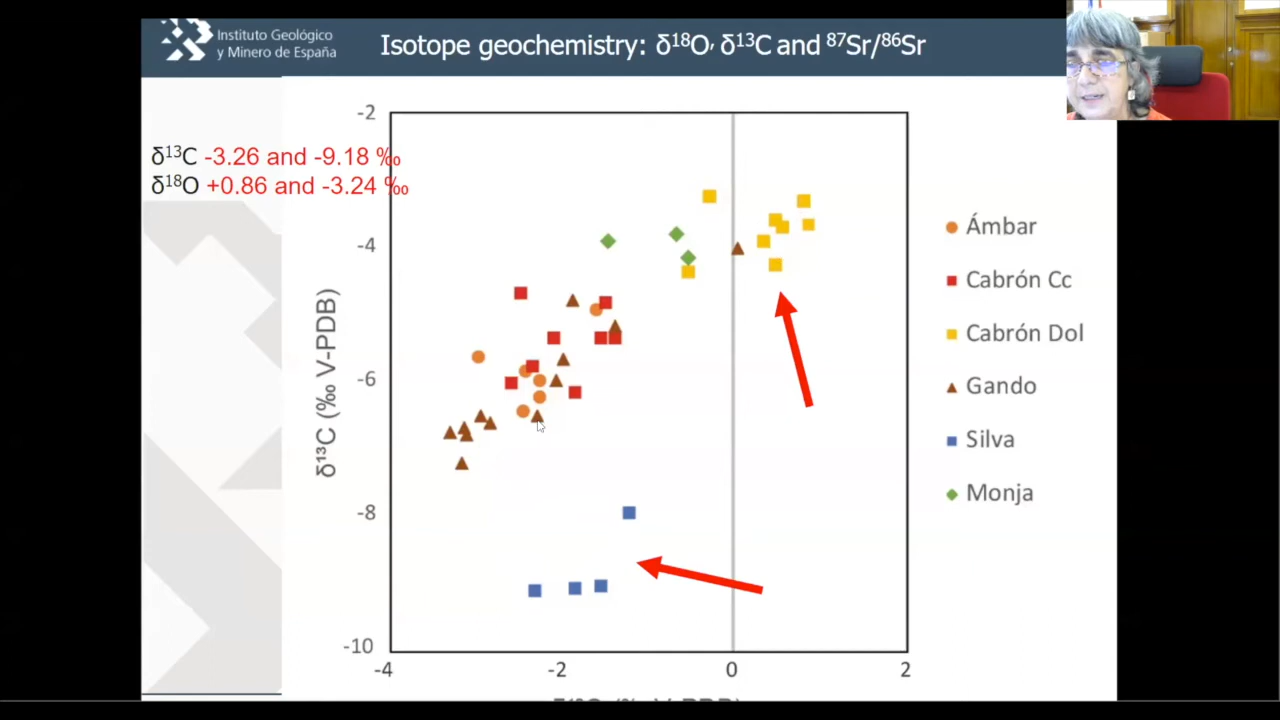 Instituto Geológico
y Minero de España
Isotope geochemistry: δ¹⁸O, δ¹³C and ⁸⁷Sr/⁸⁶Sr
δ¹³C -3.26 and -9.18 ‰
δ¹⁸O +0.86 and -3.24 ‰
-2
-4
-6
-8
-10
δ¹³C (‰ V-PDB)
-4
-2
0
2
Ámbar
Cabrón Cc
Cabrón Dol
Gando
Silva
Monja